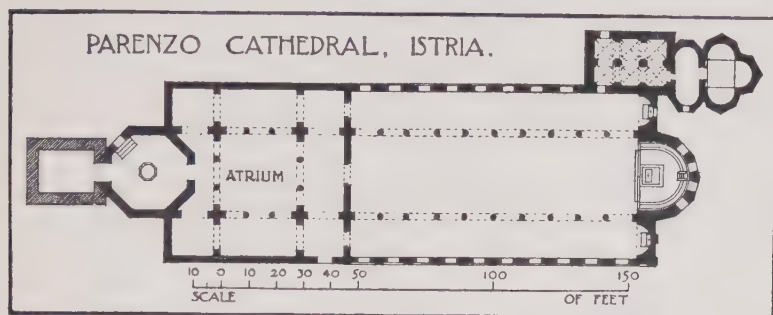 PARENZO CATHEDRAL, ISTRIA.
ATRIUM
10 0 10 20 30 40 50 100 150
SCALE OF FEET